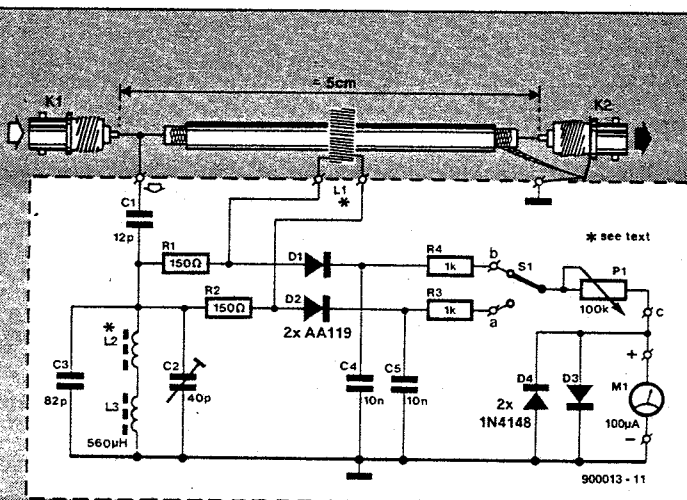 ≈ 5cm
K1
K2
L1
*
C1
12p
R1
150Ω
D1
R4
1k
b
S1
* see text
P1
100k
c
R2
150Ω
D2
2x AA119
R3
1k
a
*
L2
C3
82p
L3
560µH
C2
40p
C4
10n
C5
10n
D4
2x
1N4148
D3
+
M1
100µA
–
900013 - 11